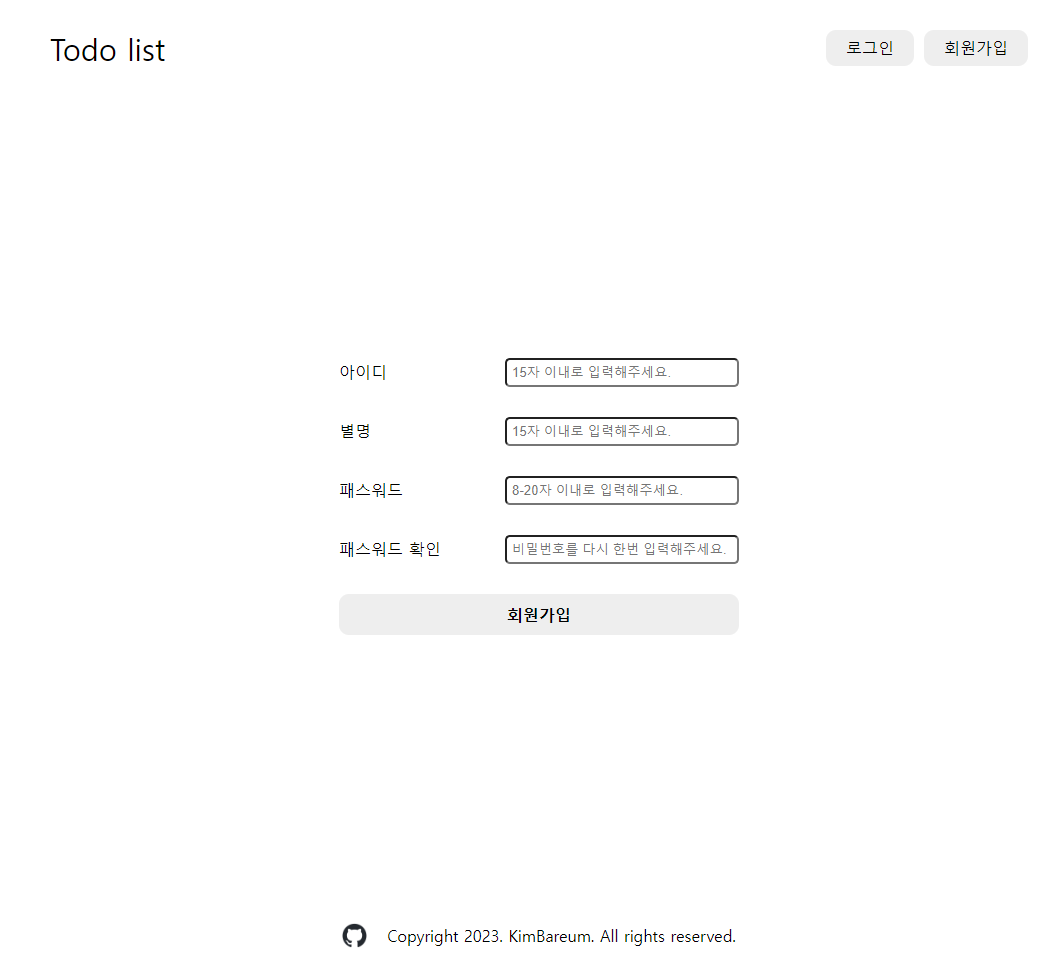 Todo list
로그인 회원가입
아이디 15자 이내로 입력해주세요.
별명 15자 이내로 입력해주세요.
패스워드 8-20자 이내로 입력해주세요.
패스워드 확인 비밀번호를 다시 한번 입력해주세요.
회원가입
Copyright 2023. KimBareum. All rights reserved.